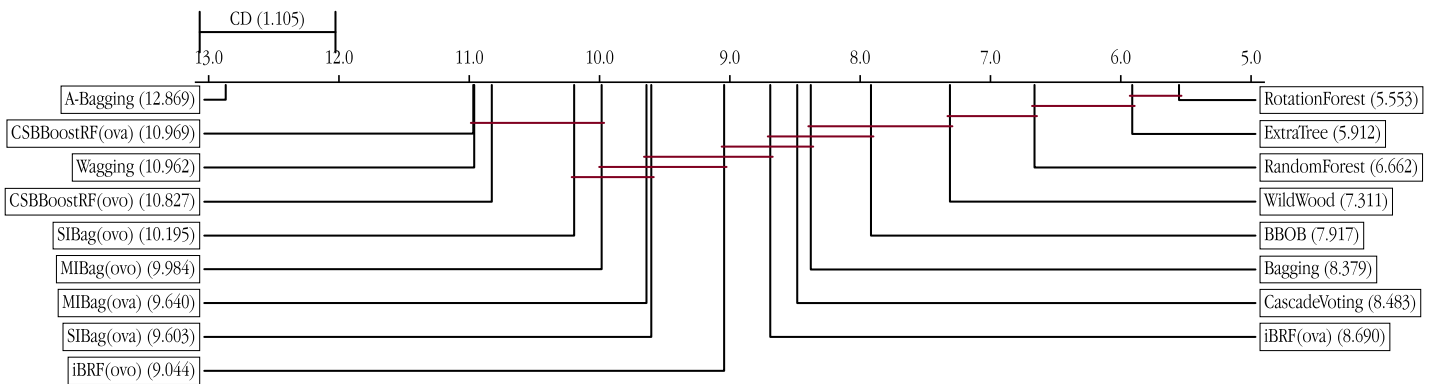 CD (1.105)
13.0 12.0 11.0 10.0 9.0 8.0 7.0 6.0 5.0
A-Bagging (12.869)
CSBBoostRF(ova) (10.969)
Wagging (10.962)
CSBBoostRF(ovo) (10.827)
SIBag(ovo) (10.195)
MIBag(ovo) (9.984)
MIBag(ova) (9.640)
SIBag(ova) (9.603)
iBRF(ovo) (9.044)
RotationForest (5.553)
ExtraTree (5.912)
RandomForest (6.662)
WildWood (7.311)
BBOB (7.917)
Bagging (8.379)
CascadeVoting (8.483)
iBRF(ova) (8.690)